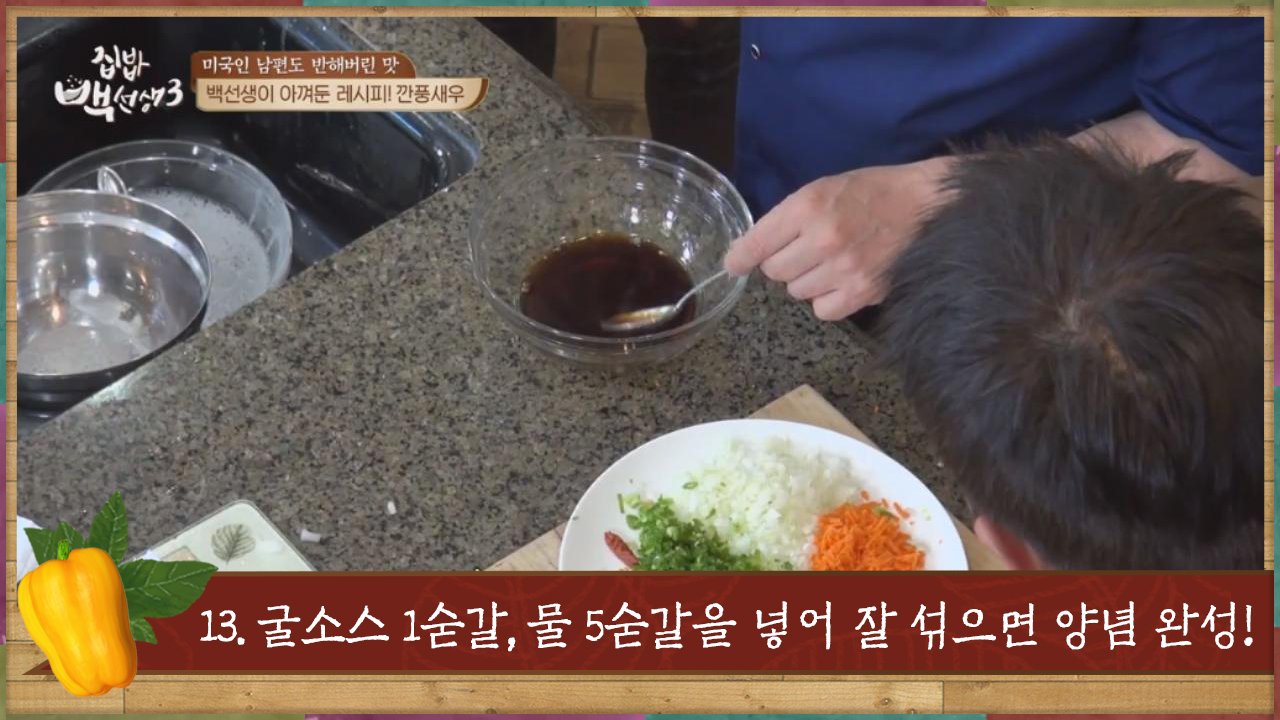 집밥
백선생3
미국인 남편도 반해버린 맛
백선생이 아껴둔 레시피! 깐풍새우
13. 굴소스 1숟갈, 물 5숟갈을 넣어 잘 섞으면 양념 완성!